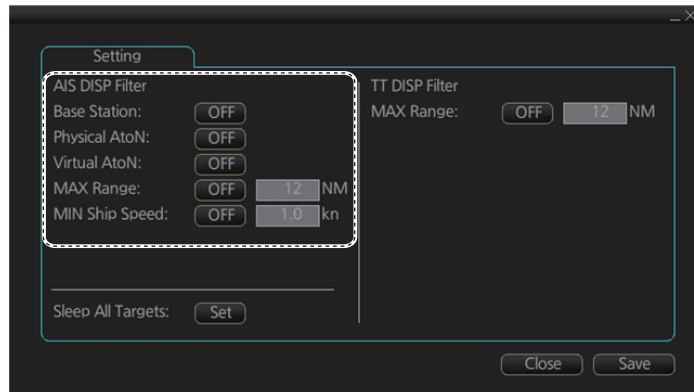 Setting
AIS DISP Filter
Base Station: OFF
Physical AtoN: OFF
Virtual AtoN: OFF
MAX Range: OFF 12 NM
MIN Ship Speed: OFF 1.0 kn
Sleep All Targets: Set
TT DISP Filter
MAX Range: OFF 12 NM
Close Save